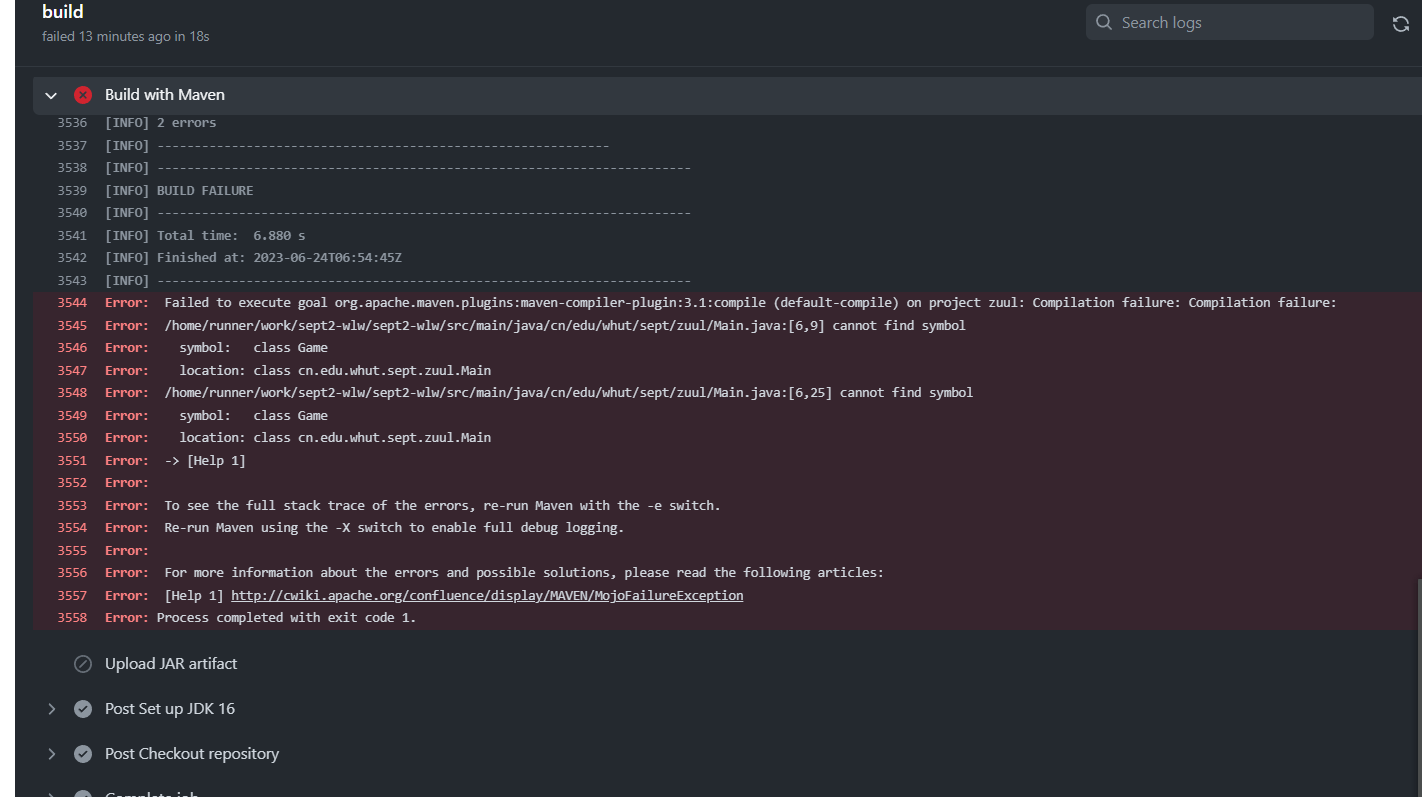 build
failed 13 minutes ago in 18s
Search logs
Build with Maven
3536 [INFO] 2 errors
3537 [INFO] -------------------------------------------------------------
3538 [INFO] ------------------------------------------------------------------------
3539 [INFO] BUILD FAILURE
3540 [INFO] ------------------------------------------------------------------------
3541 [INFO] Total time:  6.880 s
3542 [INFO] Finished at: 2023-06-24T06:54:45Z
3543 [INFO] ------------------------------------------------------------------------
3544 Error:  Failed to execute goal org.apache.maven.plugins:maven-compiler-plugin:3.1:compile (default-compile) on project zuul: Compilation failure: Compilation failure:
3545 Error:  /home/runner/work/sept2-wlw/sept2-wlw/src/main/java/cn/edu/whut/sept/zuul/Main.java:[6,9] cannot find symbol
3546 Error:    symbol:   class Game
3547 Error:    location: class cn.edu.whut.sept.zuul.Main
3548 Error:  /home/runner/work/sept2-wlw/sept2-wlw/src/main/java/cn/edu/whut/sept/zuul/Main.java:[6,25] cannot find symbol
3549 Error:    symbol:   class Game
3550 Error:    location: class cn.edu.whut.sept.zuul.Main
3551 Error:  -> [Help 1]
3552 Error:
3553 Error:  To see the full stack trace of the errors, re-run Maven with the -e switch.
3554 Error:  Re-run Maven using the -X switch to enable full debug logging.
3555 Error:
3556 Error:  For more information about the errors and possible solutions, please read the following articles:
3557 Error:  [Help 1] http://cwiki.apache.org/confluence/display/MAVEN/MojoFailureException
3558 Error: Process completed with exit code 1.
Upload JAR artifact
Post Set up JDK 16
Post Checkout repository
Complete job